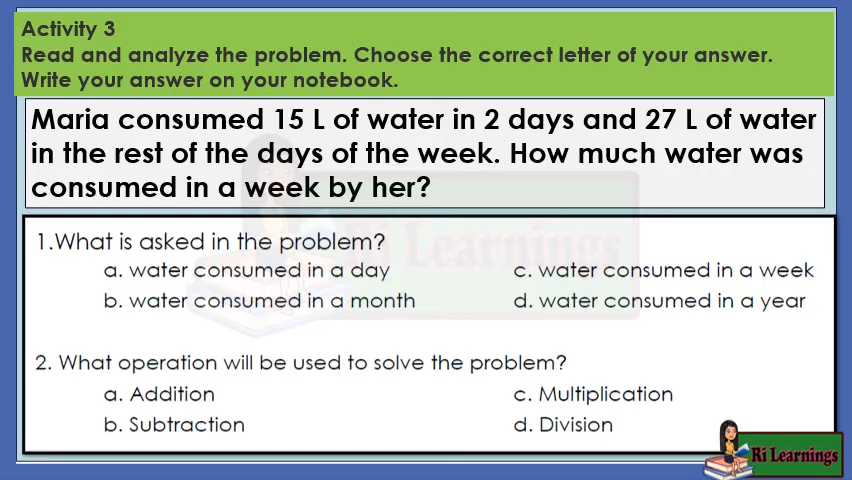 Activity 3
Read and analyze the problem. Choose the correct letter of your answer.
Write your answer on your notebook.
Maria consumed 15 L of water in 2 days and 27 L of water
in the rest of the days of the week. How much water was
consumed in a week by her?
1.What is asked in the problem?
a. water consumed in a day
c. water consumed in a week
b. water consumed in a month
d. water consumed in a year
2. What operation will be used to solve the problem?
a. Addition
c. Multiplication
b. Subtraction
d. Division
Ri Learnings
Ri Learnings